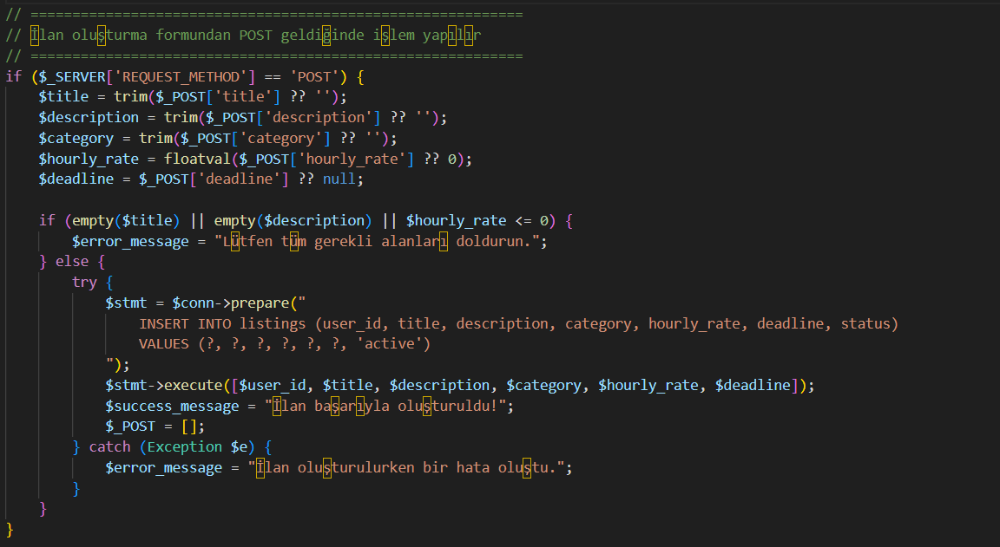 // ===========================================================
// İlan oluşturma formundan POST geldiğinde işlem yapılır
// ===========================================================
if ($_SERVER['REQUEST_METHOD'] == 'POST') {
    $title = trim($_POST['title'] ?? '');
    $description = trim($_POST['description'] ?? '');
    $category = trim($_POST['category'] ?? '');
    $hourly_rate = floatval($_POST['hourly_rate'] ?? 0);
    $deadline = $_POST['deadline'] ?? null;

    if (empty($title) || empty($description) || $hourly_rate <= 0) {
        $error_message = "Lütfen tüm gerekli alanları doldurun.";
    } else {
        try {
            $stmt = $conn->prepare("
                INSERT INTO listings (user_id, title, description, category, hourly_rate, deadline, status)
                VALUES (?, ?, ?, ?, ?, ?, 'active')
            ");
            $stmt->execute([$user_id, $title, $description, $category, $hourly_rate, $deadline]);
            $success_message = "İlan başarıyla oluşturuldu!";
            $_POST = [];
        } catch (Exception $e) {
            $error_message = "İlan oluşturulurken bir hata oluştu.";
        }
    }
}